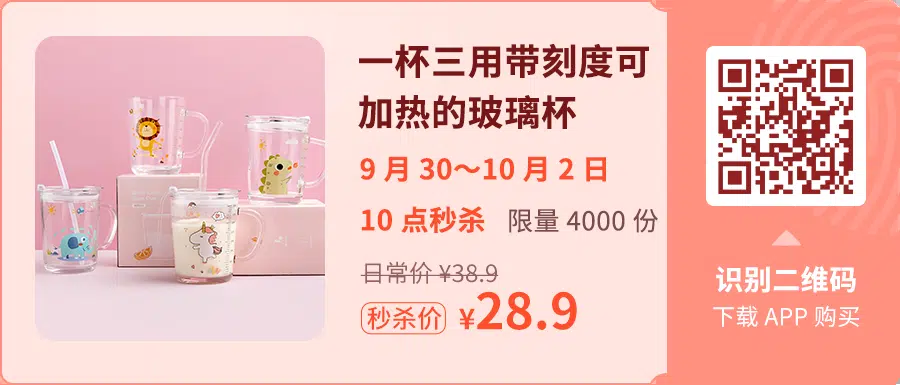 一杯三用带刻度可
加热的玻璃杯
9 月 30～10 月 2 日
10 点秒杀 限量 4000 份
日常价 ¥38.9
秒杀价 ¥28.9
识别二维码
下载 APP 购买